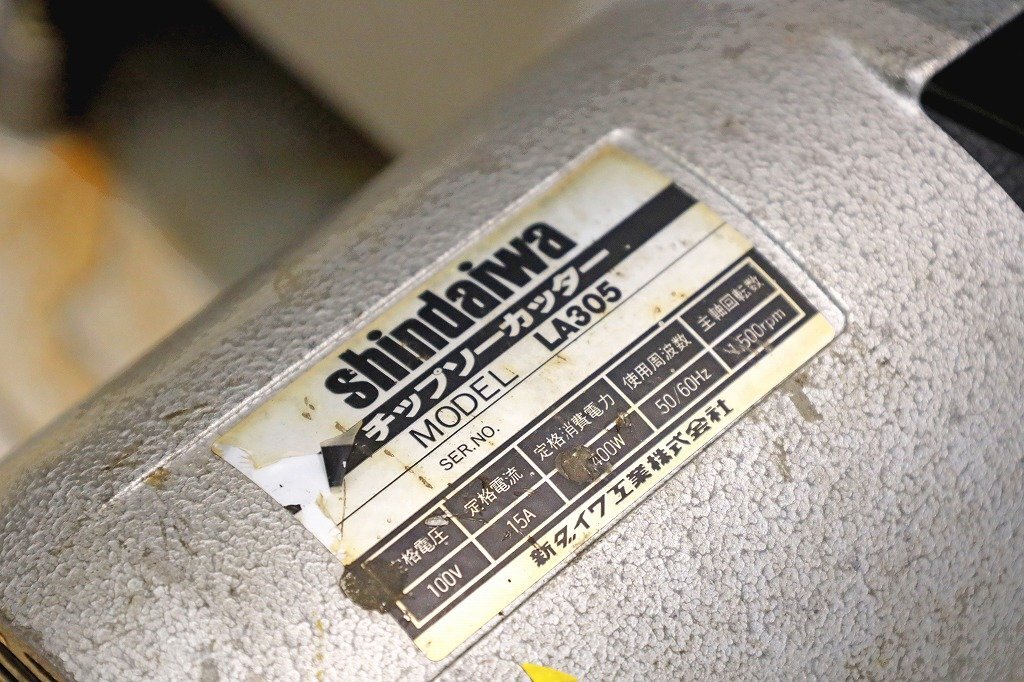 shindaiwa
チップソーカッター
MODEL LA305
SER.NO.
格電圧 定格電流 定格消費電力 使用周波数 主軸回転数
100V 15A 400W 50/60Hz 500rpm
新ダイワ工業株式会社